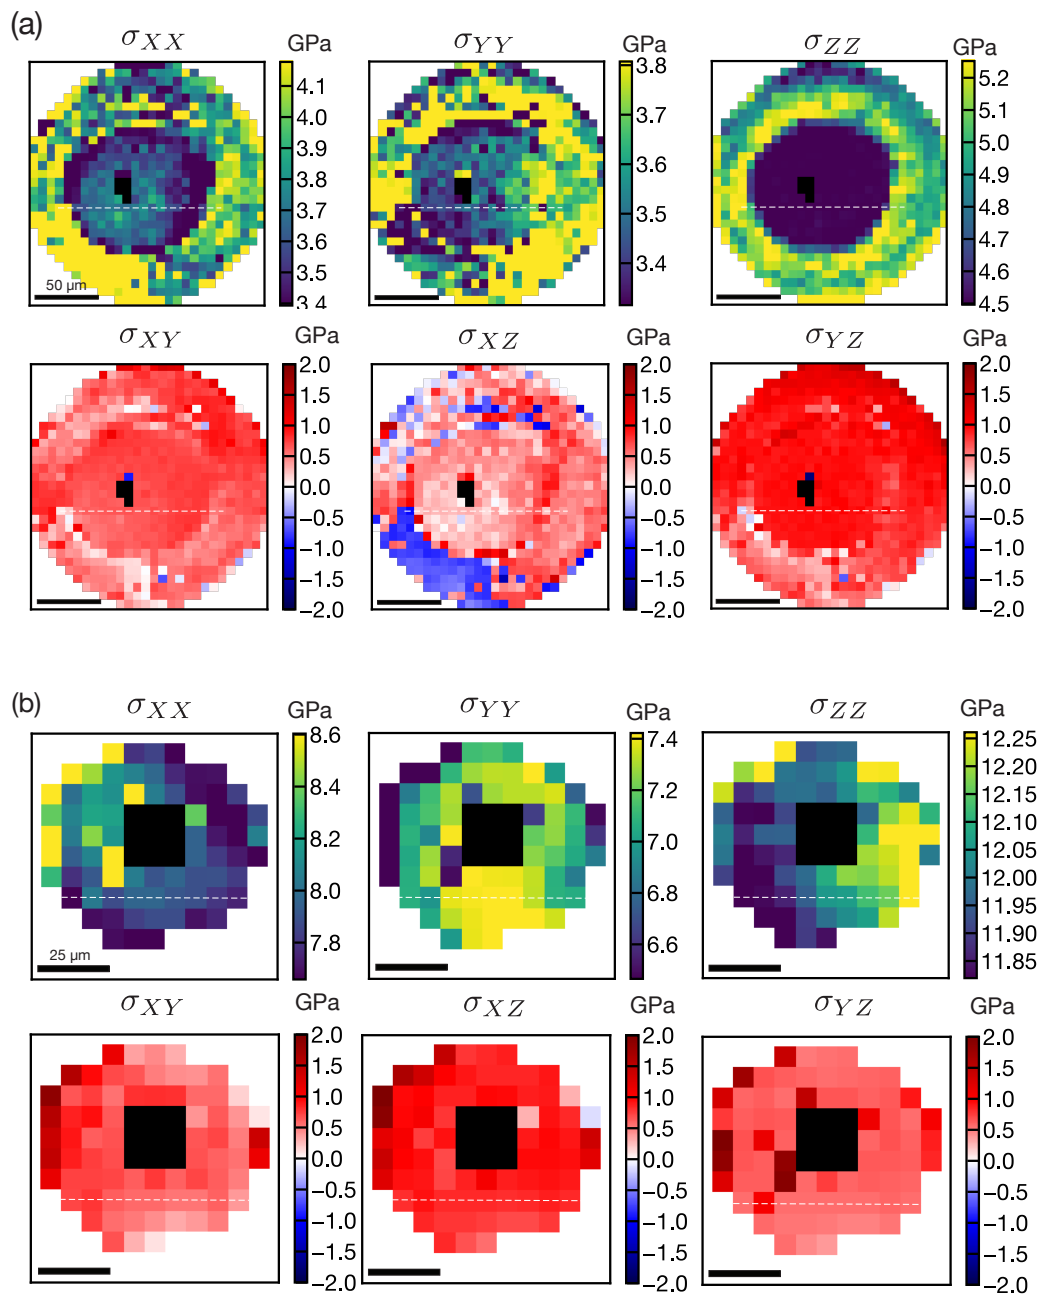 (a)
σXX GPa σYY GPa σZZ GPa
4.1 4.0 3.9 3.8 3.7 3.6 3.5 3.4
3.8 3.7 3.6 3.5 3.4
5.2 5.1 5.0 4.9 4.8 4.7 4.6 4.5
50 μm
σXY GPa σXZ GPa σYZ GPa
2.0 1.5 1.0 0.5 0.0 −0.5 −1.0 −1.5 −2.0
2.0 1.5 1.0 0.5 0.0 −0.5 −1.0 −1.5 −2.0
2.0 1.5 1.0 0.5 0.0 −0.5 −1.0 −1.5 −2.0
(b)
σXX GPa σYY GPa σZZ GPa
8.6 8.4 8.2 8.0 7.8
7.4 7.2 7.0 6.8 6.6
12.25 12.20 12.15 12.10 12.05 12.00 11.95 11.90 11.85
25 μm
σXY GPa σXZ GPa σYZ GPa
2.0 1.5 1.0 0.5 0.0 −0.5 −1.0 −1.5 −2.0
2.0 1.5 1.0 0.5 0.0 −0.5 −1.0 −1.5 −2.0
2.0 1.5 1.0 0.5 0.0 −0.5 −1.0 −1.5 −2.0